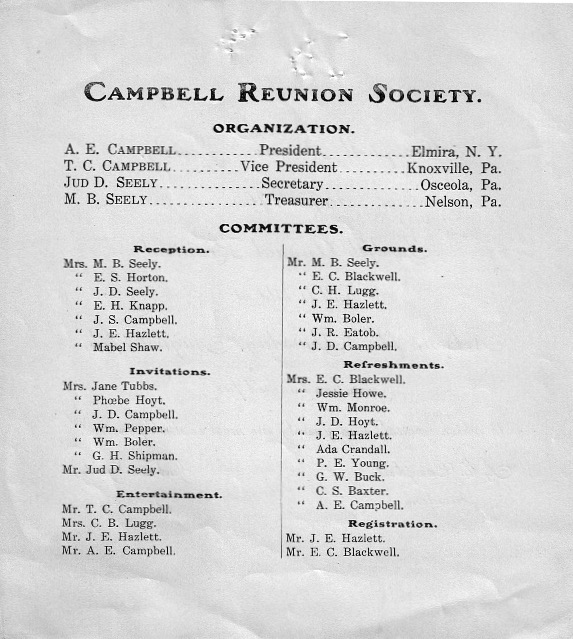 CAMPBELL REUNION SOCIETY.
ORGANIZATION.
A. E. CAMPBELL...........President............Elmira, N. Y.
T. C. CAMPBELL..........Vice President.........Knoxville, Pa.
JUD D. SEELY...............Secretary.............Osceola, Pa.
M. B. SEELY.................Treasurer.............Nelson, Pa.
COMMITTEES.
Reception.
Mrs. M. B. Seely.
“ E. S. Horton.
“ J. D. Seely.
“ E. H. Knapp.
“ J. S. Campbell.
“ J. E. Hazlett.
“ Mabel Shaw.
Invitations.
Mrs. Jane Tubbs.
“ Phœbe Hoyt.
“ J. D. Campbell.
“ Wm. Pepper.
“ Wm. Boler.
“ G. H. Shipman.
Mr. Jud D. Seely.
Entertainment.
Mr. T. C. Campbell.
Mrs. C. B. Lugg.
Mr. J. E. Hazlett.
Mr. A. E. Campbell.
Grounds.
Mr. M. B. Seely.
“ E. C. Blackwell.
“ C. H. Lugg.
“ J. E. Hazlett.
“ Wm. Boler.
“ J. R. Eatob.
“ J. D. Campbell.
Refreshments.
Mrs. E. C. Blackwell.
“ Jessie Howe.
“ Wm. Monroe.
“ J. D. Hoyt.
“ J. E. Hazlett.
“ Ada Crandall.
“ P. E. Young.
“ G. W. Buck.
“ C. S. Baxter.
“ A. E. Campbell.
Registration.
Mr. J. E. Hazlett.
Mr. E. C. Blackwell.